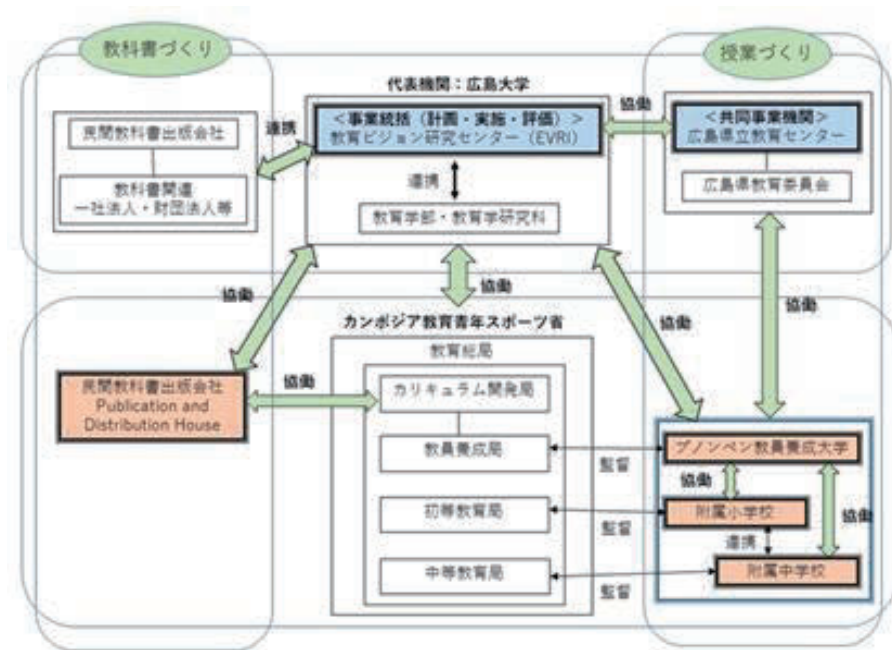 教科書づくり
授業づくり
代表機関：広島大学
<事業統括（計画・実施・評価）>
教育ビジョン研究センター（EVRI）
協働
<共同事業機関>
広島県立教育センター
民間教科書出版会社
連携
教科書関連
一社法人・財団法人等
連携
教育学部・教育学研究科
広島県教育委員会
協働
協働
協働
協働
カンボジア教育青年スポーツ省
教育総局
民間教科書出版会社
Publication and
Distribution House
協働
カリキュラム開発局
教員養成局
監督
プノンペン教員養成大学
協働
初等教育局
監督
附属小学校
協働
連携
中等教育局
監督
附属中学校